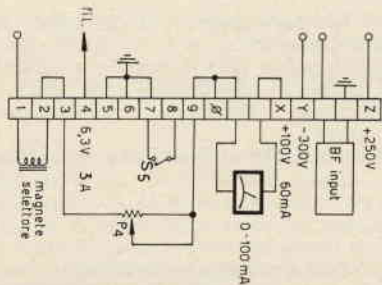 fil.
1
2
3
4
5
6
7
8
9
Ø
X
Y
Z
6,3V 3A
S5
+100V
-300V
+250V
60mA
BF input
magnete
selettore
P4
0-100mA